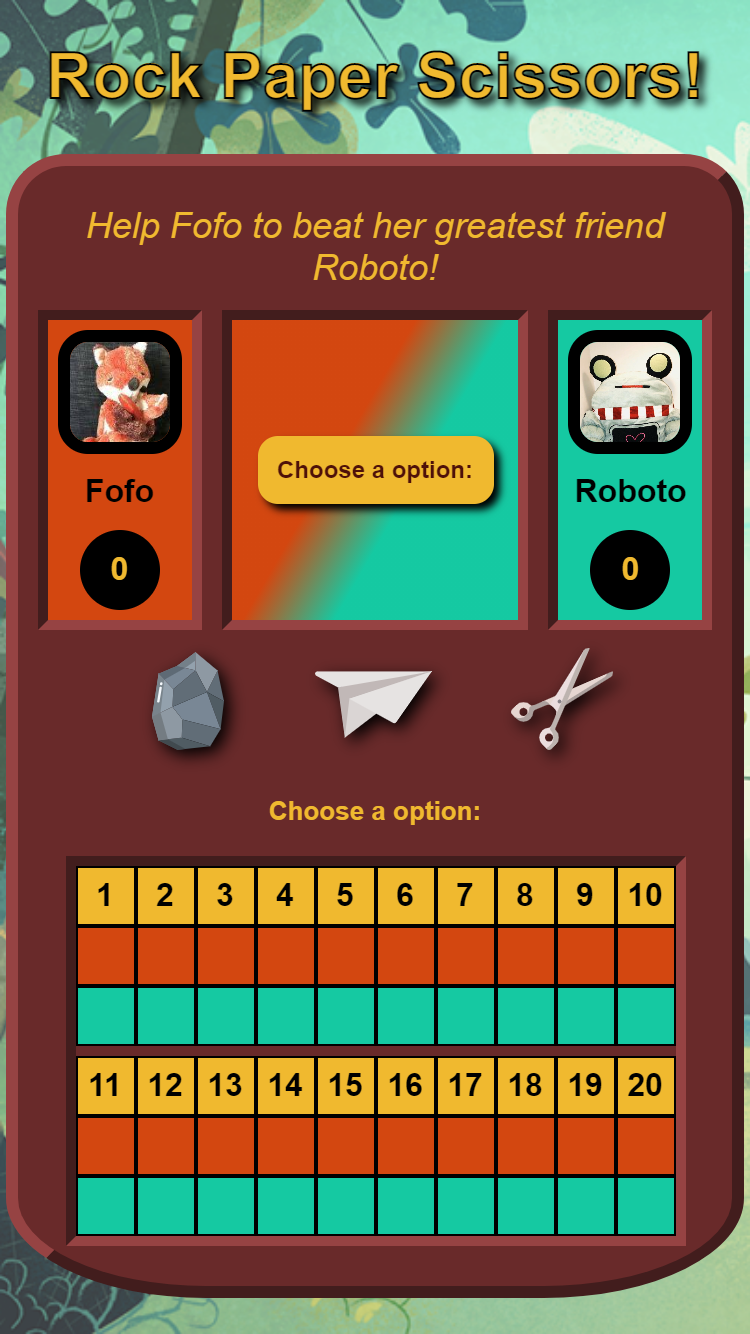 Rock Paper Scissors!
Help Fofo to beat her greatest friend
Roboto!
Fofo
0
Choose a option:
Roboto
0
Choose a option:
1 2 3 4 5 6 7 8 9 10
11 12 13 14 15 16 17 18 19 20